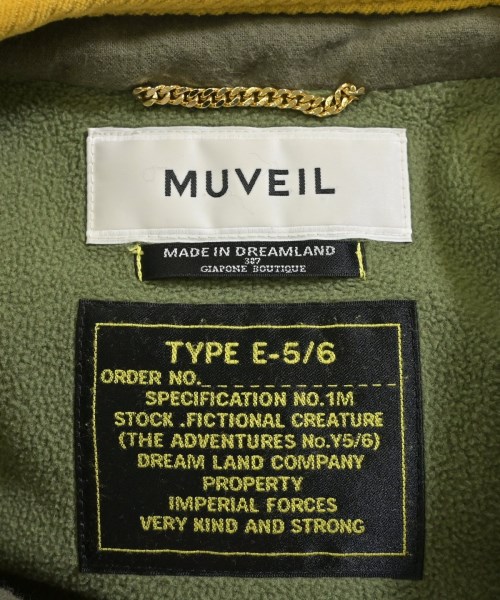 MUVEIL
MADE IN DREAMLAND
387
GIAPONE BOUTIQUE
TYPE E-5/6
ORDER NO.
SPECIFICATION NO.1M
STOCK .FICTIONAL CREATURE
(THE ADVENTURES No.Y5/6)
DREAM LAND COMPANY
PROPERTY
IMPERIAL FORCES
VERY KIND AND STRONG